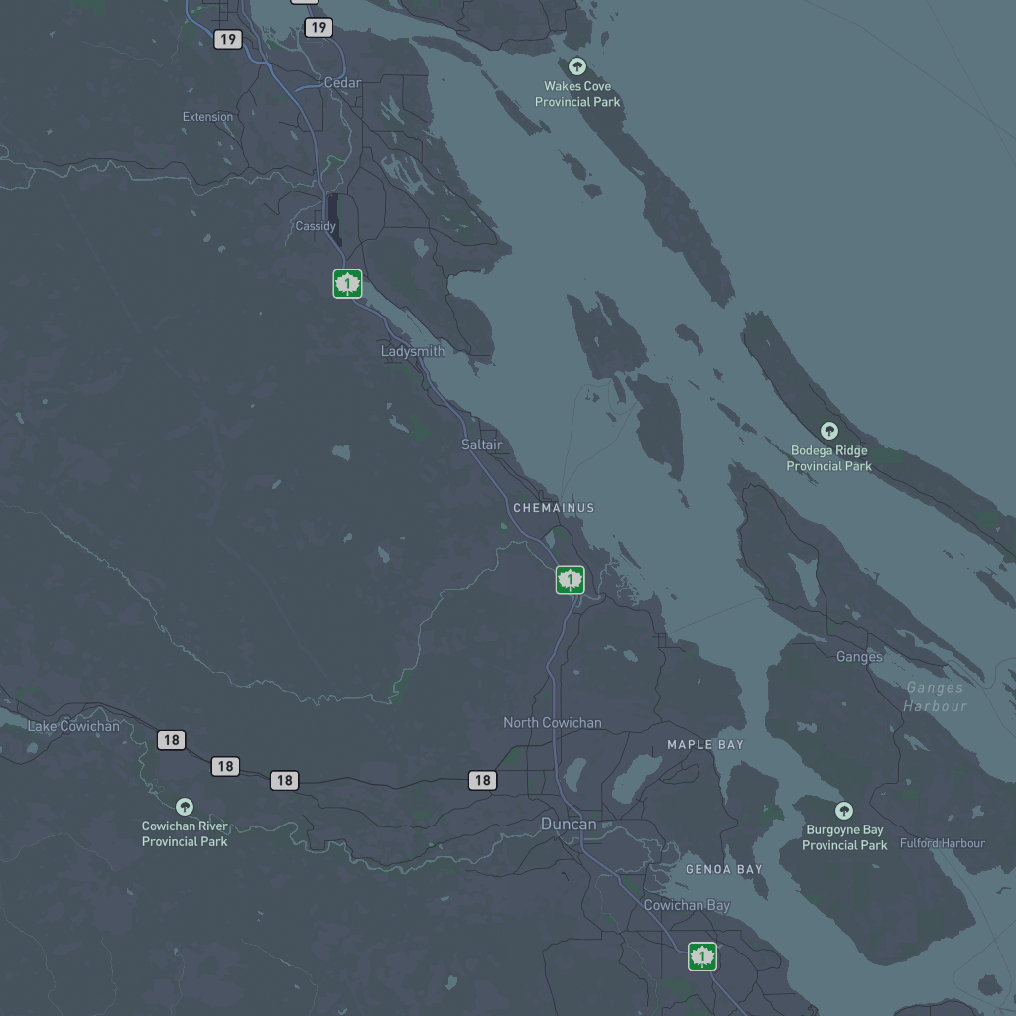 19
19
Cedar
Wakes Cove
Provincial Park
Extension
Cassidy
1
Ladysmith
Bodega Ridge
Provincial Park
Saltair
CHEMAINUS
1
Ganges
Ganges
Harbour
Lake Cowichan
North Cowichan
18
MAPLE BAY
18
18
18
Cowichan River
Provincial Park
Duncan
Burgoyne Bay
Provincial Park
Fulford Harbour
GENOA BAY
Cowichan Bay
1